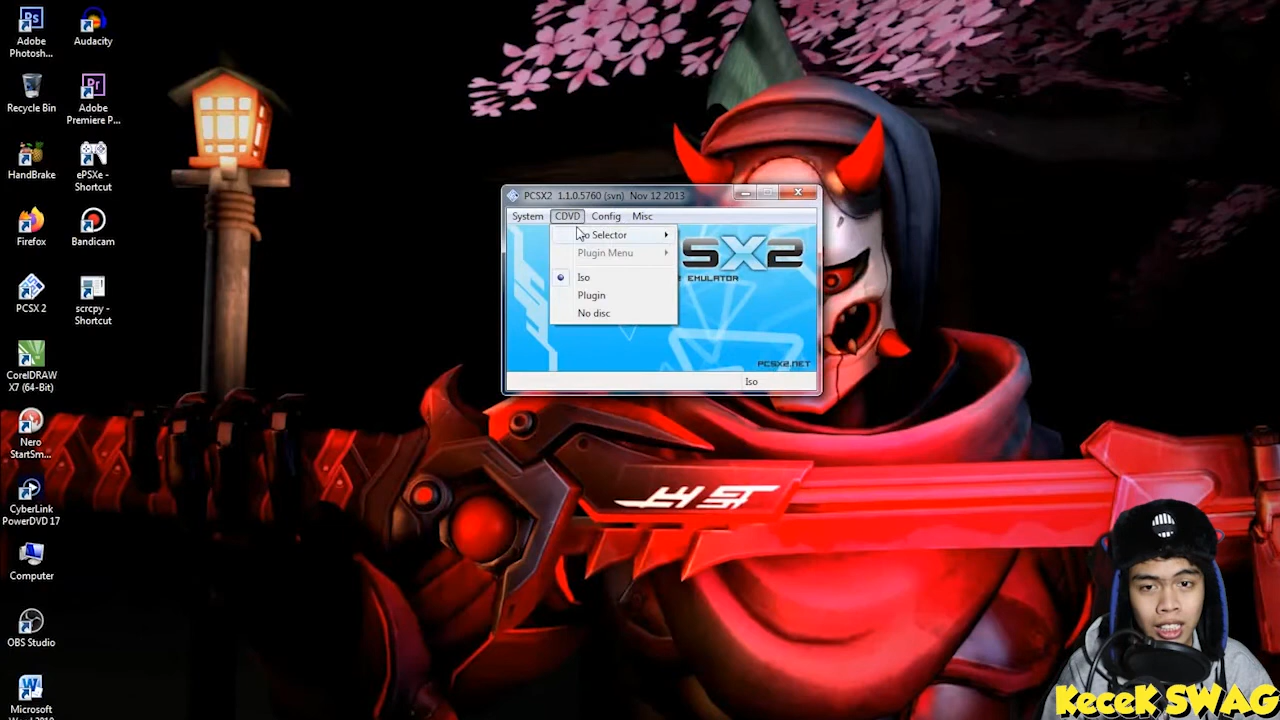 Adobe
Photosh...
Audacity
Recycle Bin
Adobe
Premiere P...
HandBrake
ePSXe -
Shortcut
Firefox
Bandicam
PCSX 2
scrcpy -
Shortcut
CorelDRAW
X7 (64-Bit)
Nero
StartSm...
CyberLink
PowerDVD 17
Computer
OBS Studio
Microsoft
PCSX2 1.1.0.5760 (svn) Nov 12 2013
System CDVD Config Misc
Selector
Plugin Menu
Iso
Plugin
No disc
SX2
EMULATOR
PCSX2.NET
Iso
KeceK SWAG